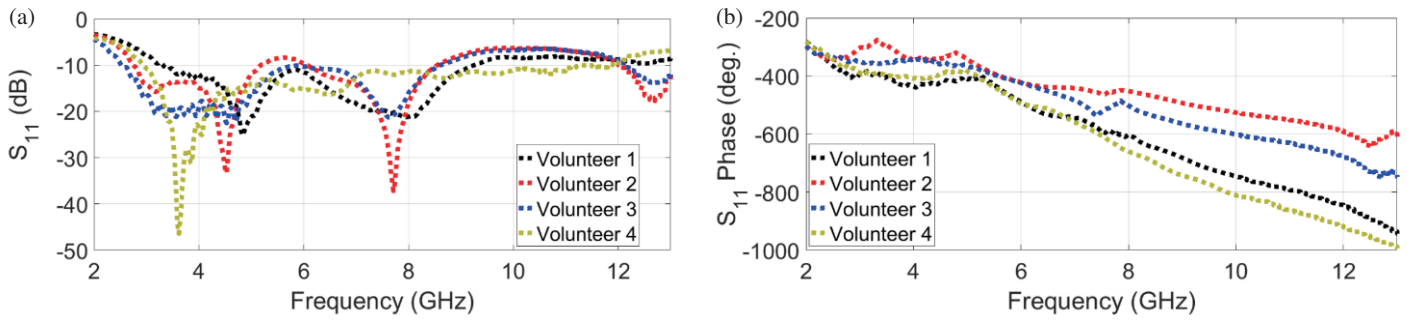 (a)
0
-10
-20
-30
-40
-50
S11 (dB)
Volunteer 1
Volunteer 2
Volunteer 3
Volunteer 4
2 4 6 8 10 12
Frequency (GHz)
(b)
-200
-400
-600
-800
-1000
S11 Phase (deg.)
Volunteer 1
Volunteer 2
Volunteer 3
Volunteer 4
2 4 6 8 10 12
Frequency (GHz)